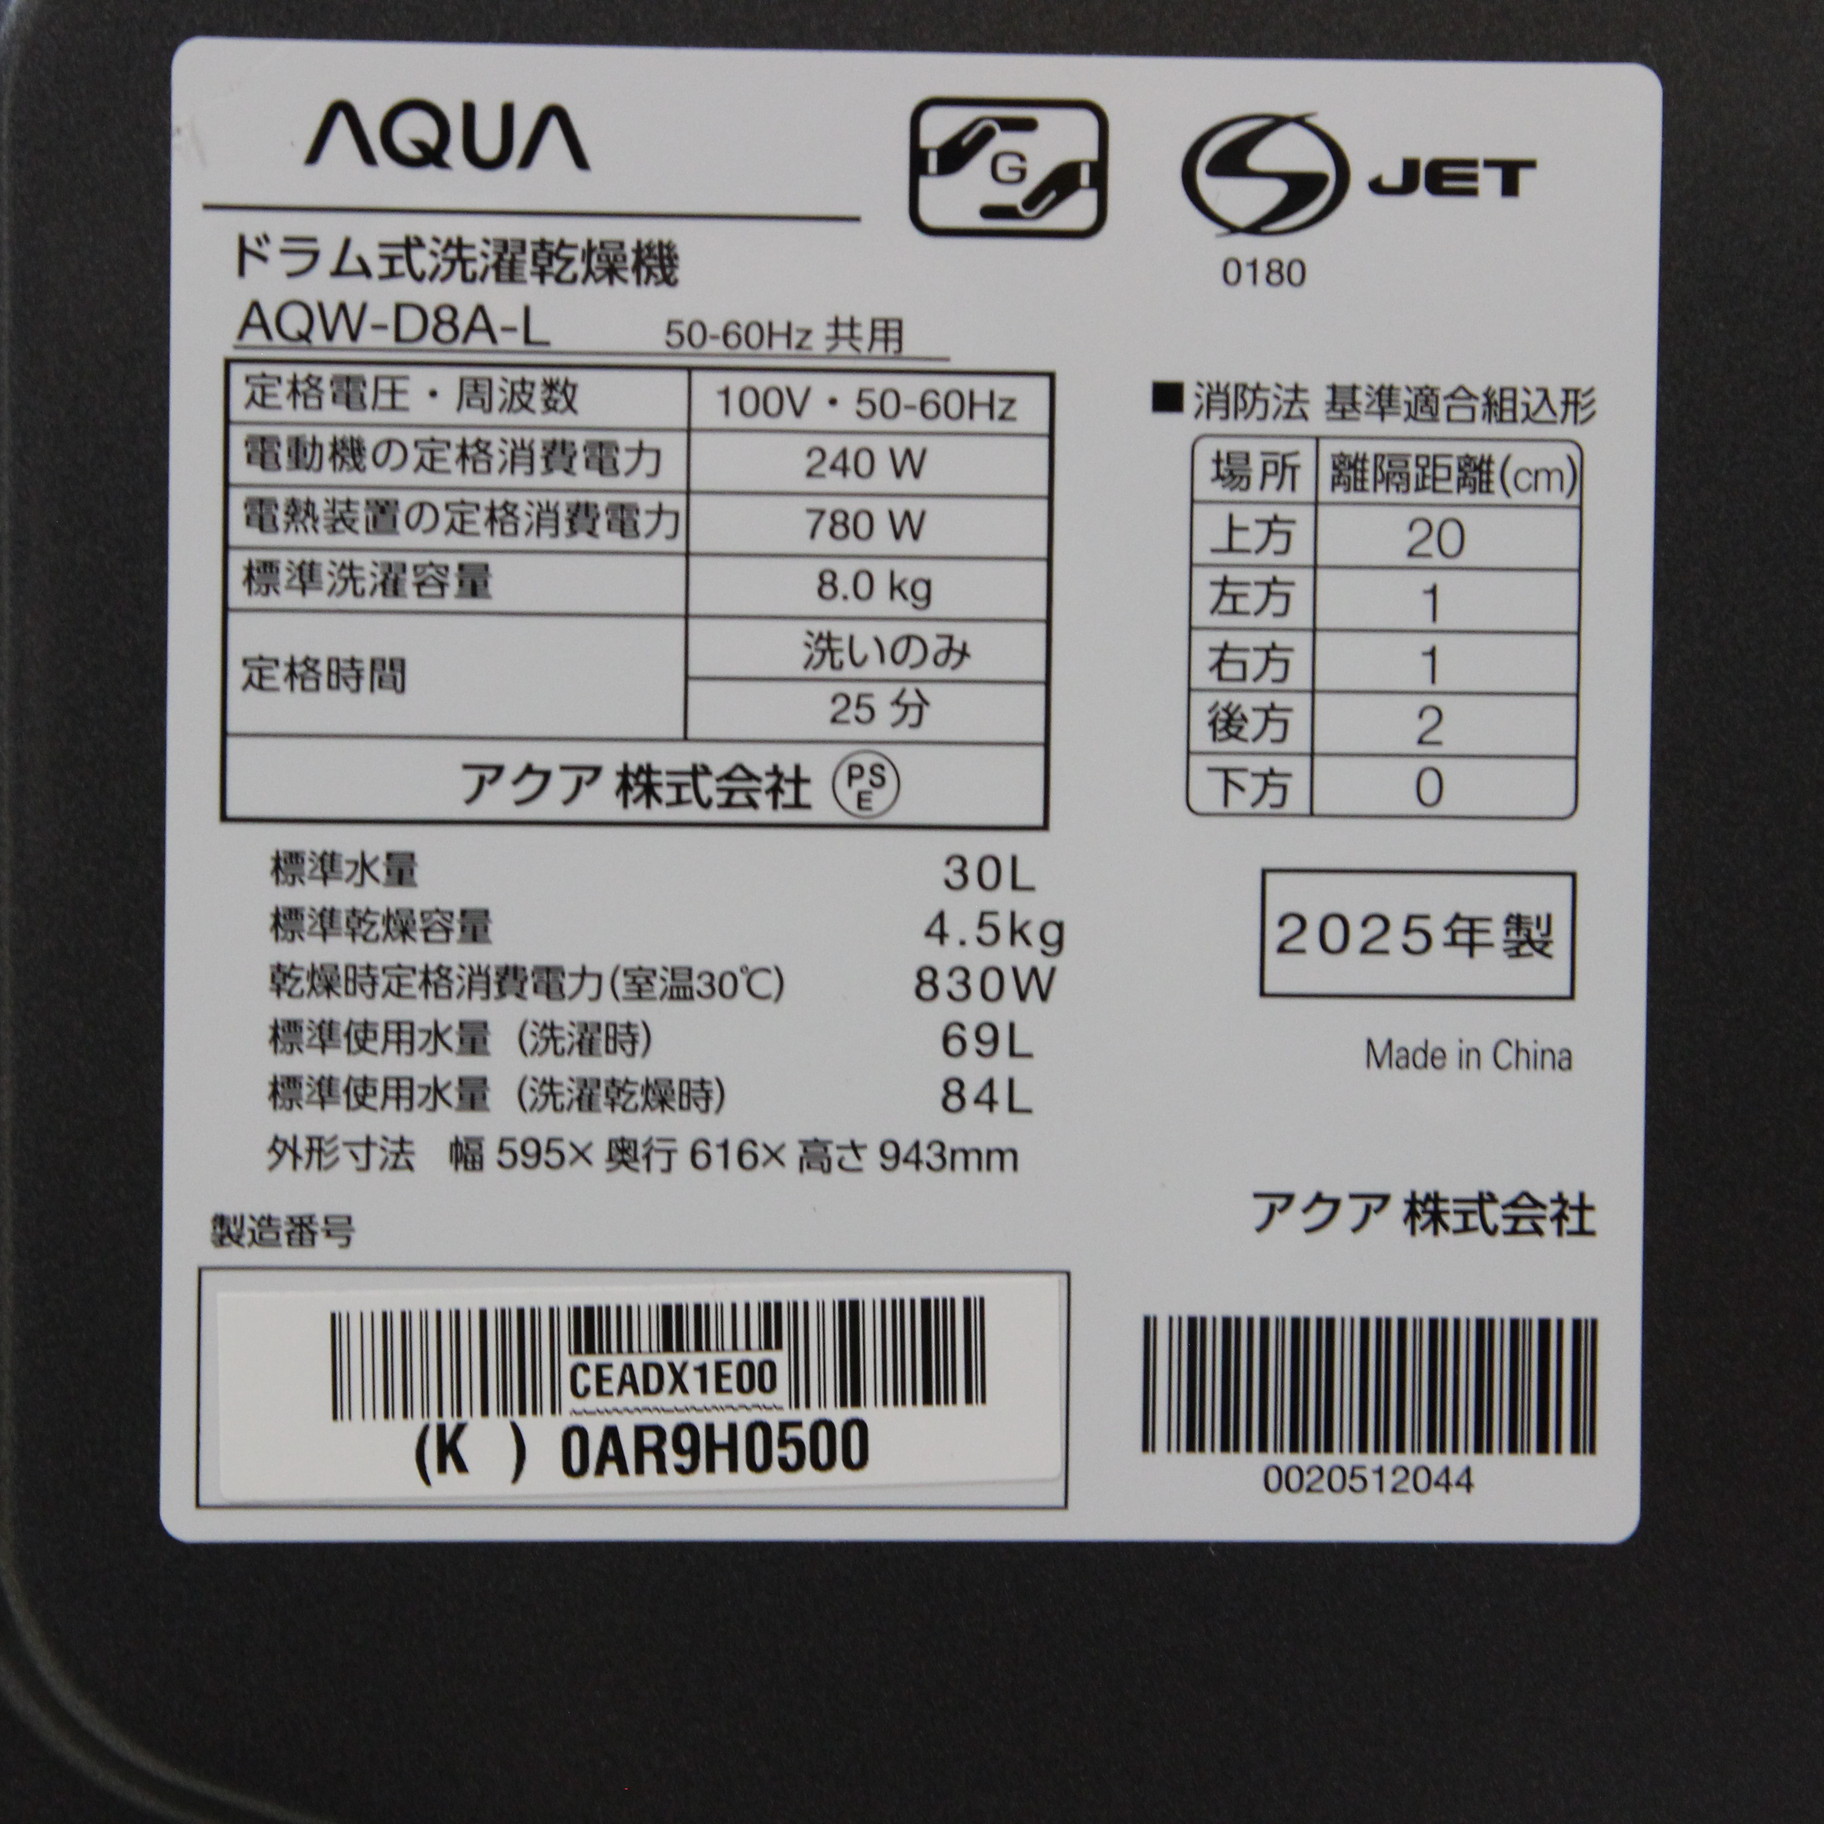 AQUA
G
JET
0180
ドラム式洗濯乾燥機
AQW-D8A-L 50-60Hz 共用
定格電圧・周波数 100V・50-60Hz
電動機の定格消費電力 240 W
電熱装置の定格消費電力 780 W
標準洗濯容量 8.0 kg
定格時間 洗いのみ
25 分
アクア 株式会社 PSE
■消防法 基準適合組込形
場所 離隔距離(cm)
上方 20
左方 1
右方 1
後方 2
下方 0
標準水量 30L
標準乾燥容量 4.5kg
乾燥時定格消費電力(室温30℃) 830W
標準使用水量 (洗濯時) 69L
標準使用水量 (洗濯乾燥時) 84L
外形寸法 幅 595× 奥行 616× 高さ 943mm
2025年製
Made in China
アクア 株式会社
製造番号
CEADX1E00
(K ) 0AR9H0500
0020512044